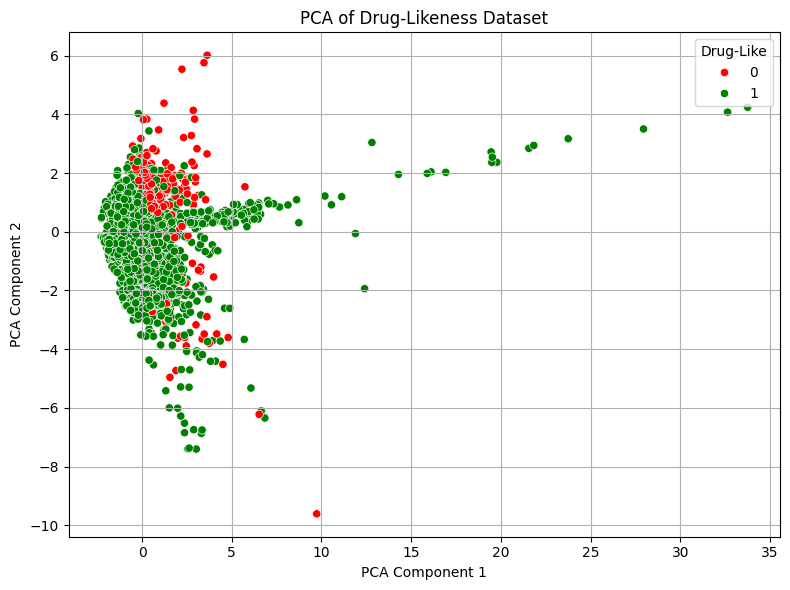 PCA of Drug-Likeness Dataset
Drug-Like
0
1
6
4
2
0
−2
−4
−6
−8
−10
PCA Component 2
0 5 10 15 20 25 30 35
PCA Component 1